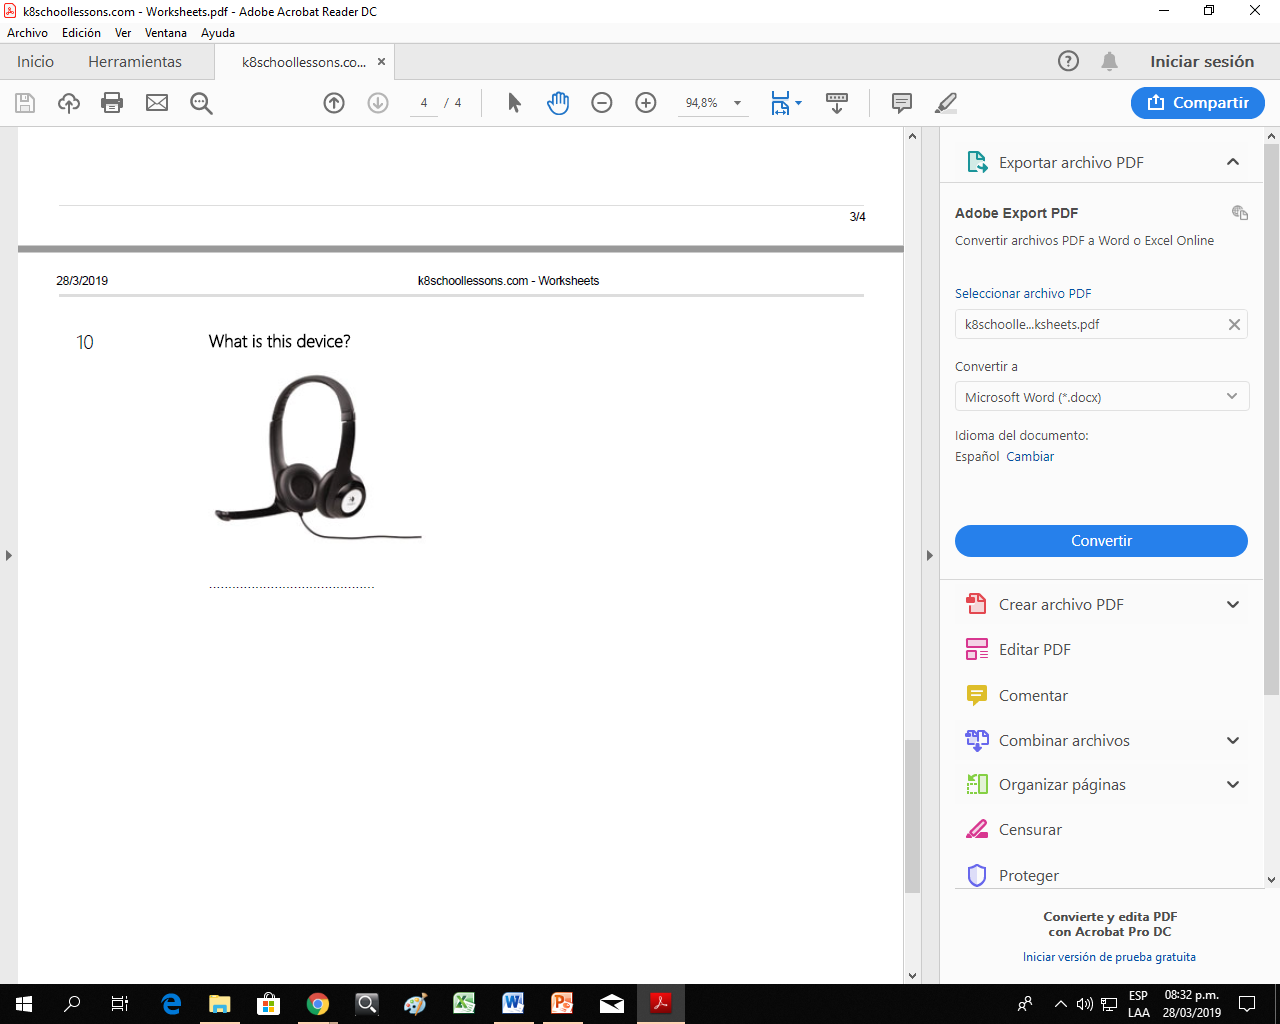 k8schoollessons.com - Worksheets.pdf - Adobe Acrobat Reader DC
Archivo Edición Ver Ventana Ayuda
Inicio Herramientas k8schoollessons.co... × Iniciar sesión
4 / 4 94,8% Compartir
3/4
28/3/2019 k8schoollessons.com - Worksheets
10 What is this device?
..........................................
Exportar archivo PDF
Adobe Export PDF
Convertir archivos PDF a Word o Excel Online
Seleccionar archivo PDF
k8schoolle...ksheets.pdf
Convertir a
Microsoft Word (*.docx)
Idioma del documento:
Español Cambiar
Convertir
Crear archivo PDF
Editar PDF
Comentar
Combinar archivos
Organizar páginas
Censurar
Proteger
Convierte y edita PDF
con Acrobat Pro DC
Iniciar versión de prueba gratuita
ESP 08:32 p.m.
LAA 28/03/2019